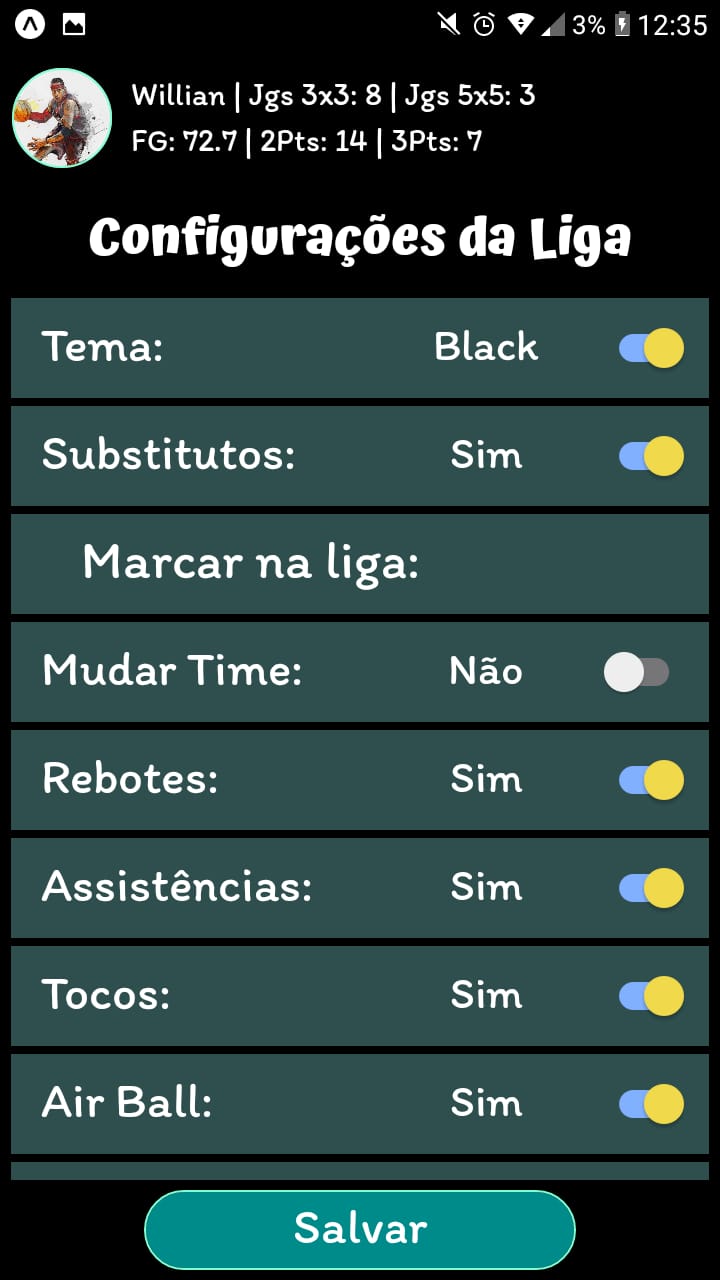 3% 12:35
Willian | Jgs 3x3: 8 | Jgs 5x5: 3
FG: 72.7 | 2Pts: 14 | 3Pts: 7
Configurações da Liga
Tema: Black
Substitutos: Sim
Marcar na liga:
Mudar Time: Não
Rebotes: Sim
Assistências: Sim
Tocos: Sim
Air Ball: Sim
Salvar